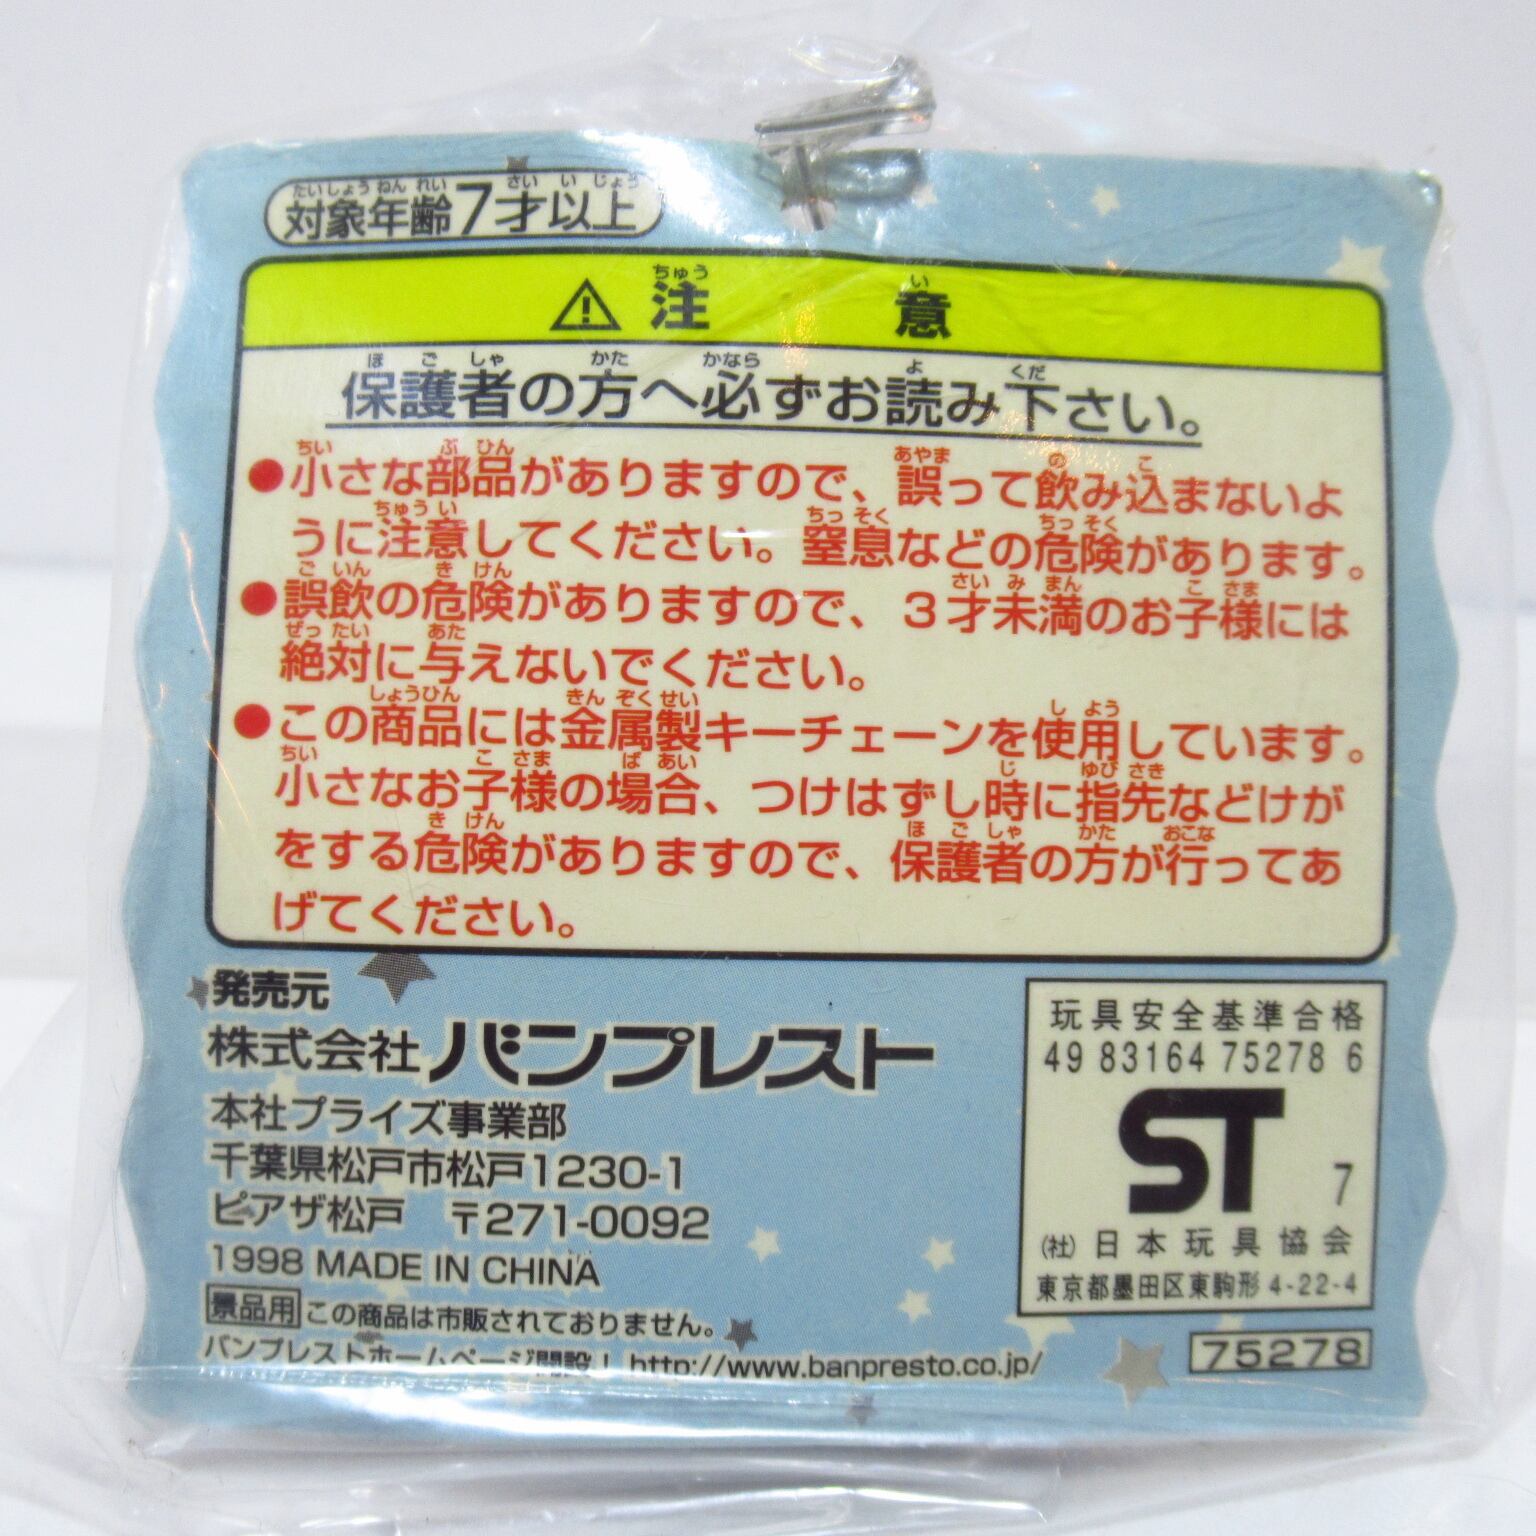 対象年齢7才以上
⚠注意
保護者の方へ必ずお読み下さい。
●小さな部品がありますので、誤って飲み込まないよ
うに注意してください。窒息などの危険があります。
●誤飲の危険がありますので、3才未満のお子様には
絶対に与えないでください。
●この商品には金属製キーチェーンを使用しています。
小さなお子様の場合、つけはずし時に指先などけが
をする危険がありますので、保護者の方が行ってあ
げてください。
発売元
株式会社バンプレスト
本社プライズ事業部
千葉県松戸市松戸1230-1
ピアザ松戸 〒271-0092
1998 MADE IN CHINA
景品用 この商品は市販されておりません。
バンプレストホームページ開設! http://www.banpresto.co.jp/
玩具安全基準合格
49 83164 75278 6
ST 7
(社)日本玩具協会
東京都墨田区東駒形4-22-4
75278